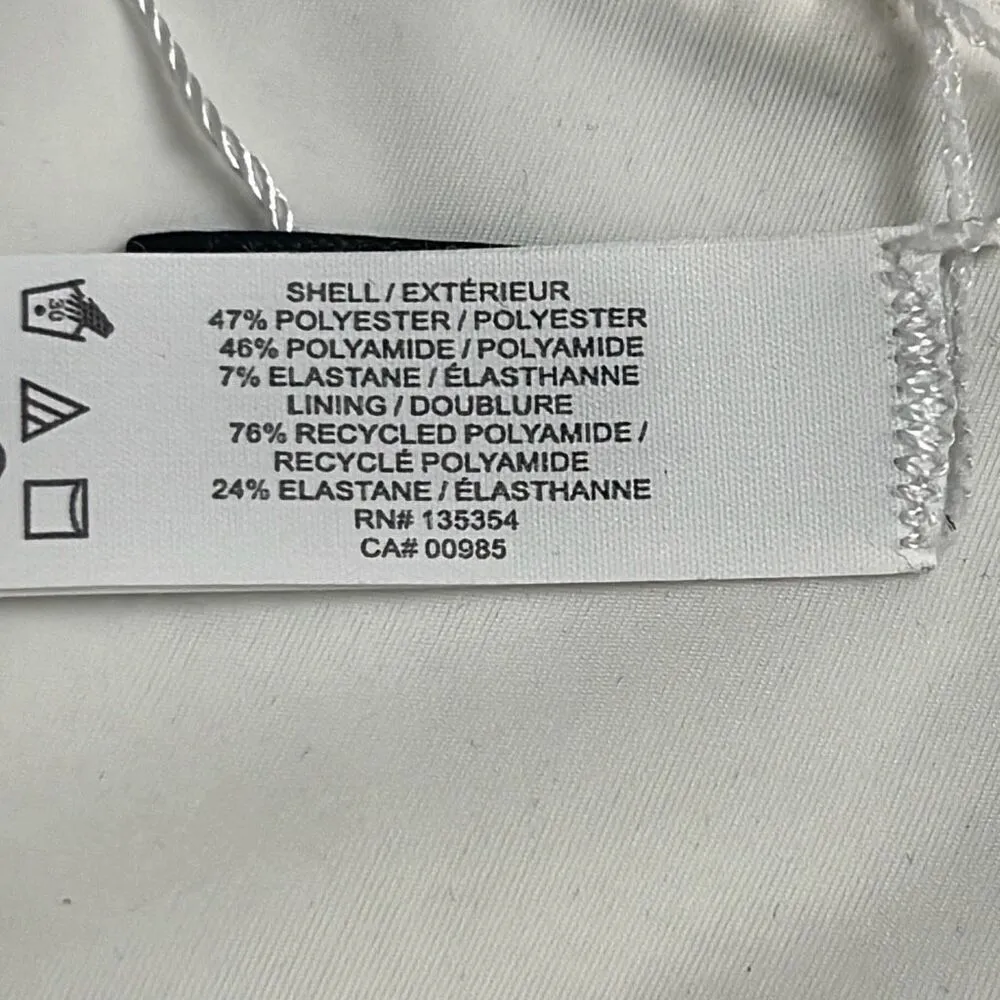 SHELL / EXTÉRIEUR
47% POLYESTER / POLYESTER
46% POLYAMIDE / POLYAMIDE
7% ELASTANE / ÉLASTHANNE
LINING / DOUBLURE
76% RECYCLED POLYAMIDE /
RECYCLÉ POLYAMIDE
24% ELASTANE / ÉLASTHANNE
RN# 135354
CA# 00985
30